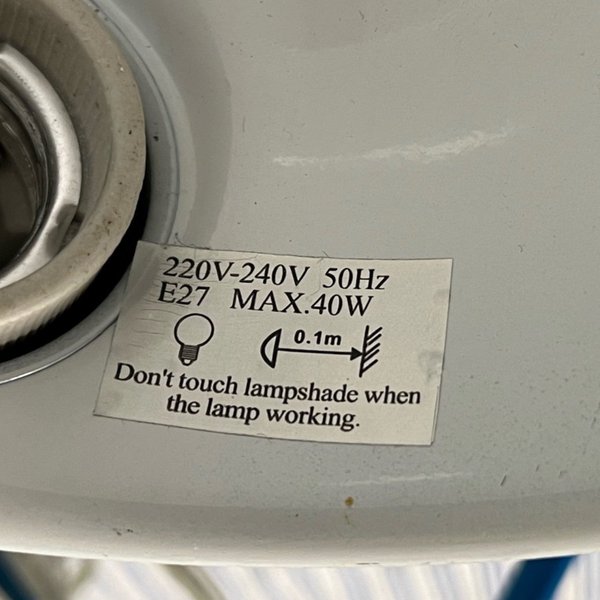 220V-240V 50Hz
E27 MAX.40W
0.1m
Don't touch lampshade when
the lamp working.